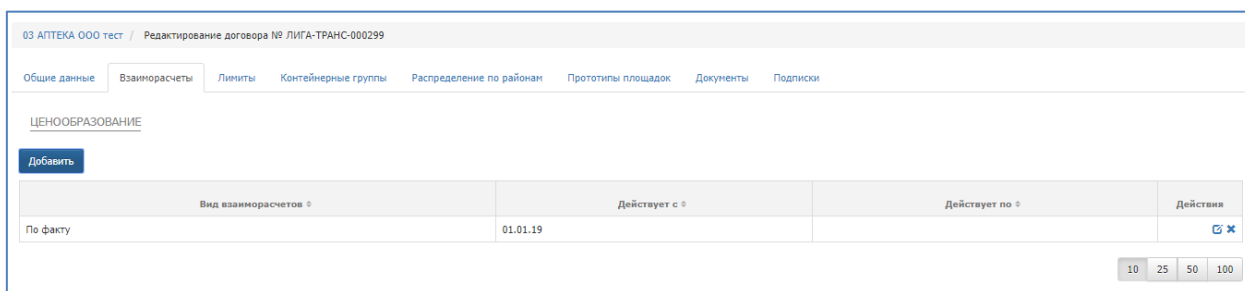 03 АПТЕКА ООО тест / Редактирование договора № ЛИГА-ТРАНС-000299
Общие данные Взаиморасчеты Лимиты Контейнерные группы Распределение по районам Прототипы площадок Документы Подписки
ЦЕНООБРАЗОВАНИЕ
Добавить
Вид взаиморасчетов Действует с Действует по Действия
По факту 01.01.19
10 25 50 100